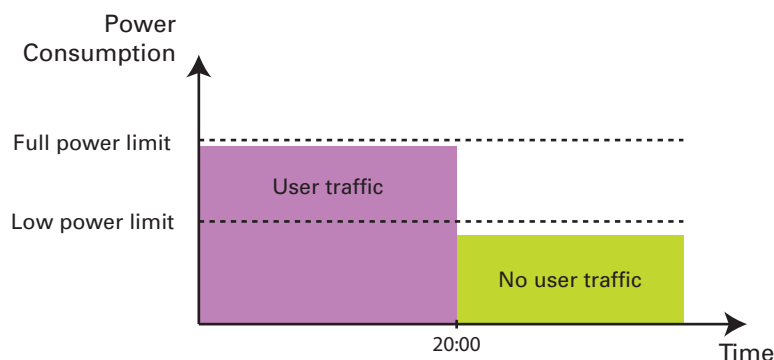 Power
Consumption
Full power limit
User traffic
Low power limit
No user traffic
20:00
Time